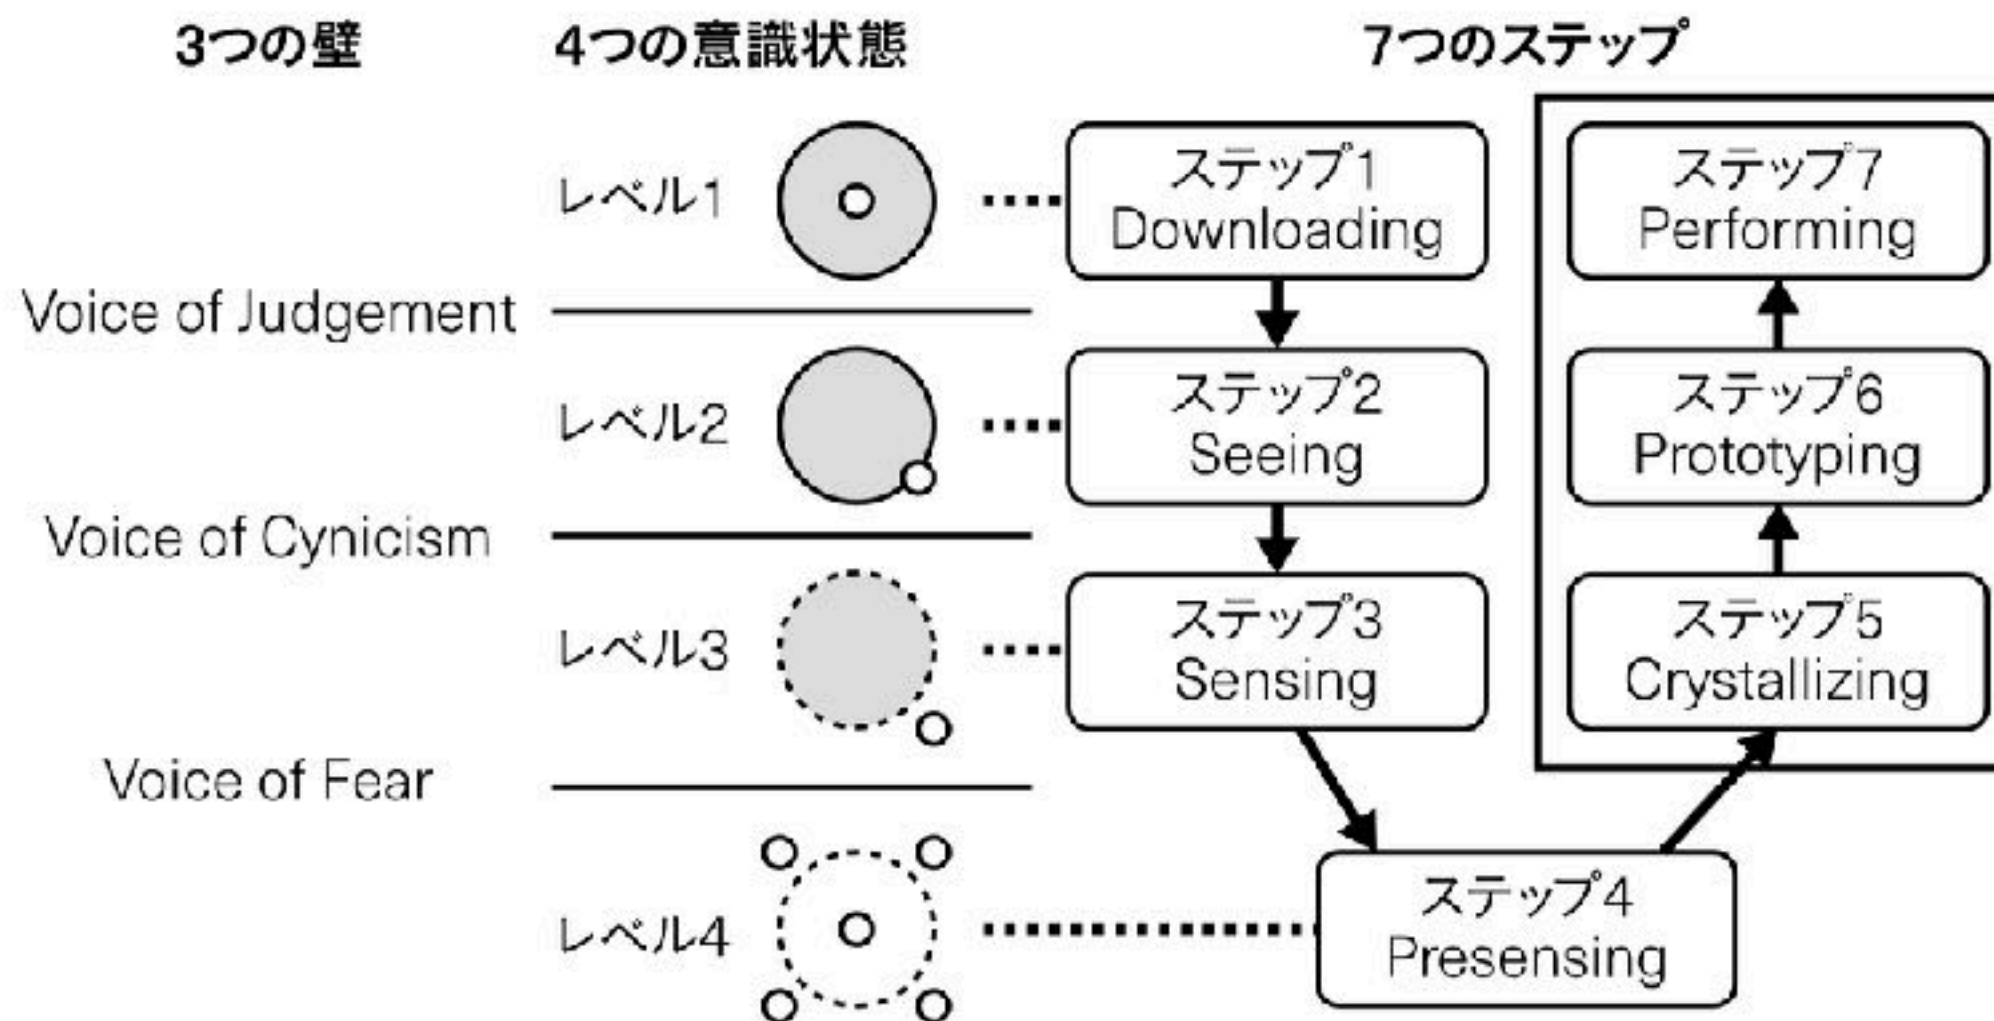 3つの壁
4つの意識状態
7つのステップ
レベル1
ステップ1
Downloading
ステップ7
Performing
Voice of Judgement
レベル2
ステップ2
Seeing
ステップ6
Prototyping
Voice of Cynicism
レベル3
ステップ3
Sensing
ステップ5
Crystallizing
Voice of Fear
レベル4
ステップ4
Presensing